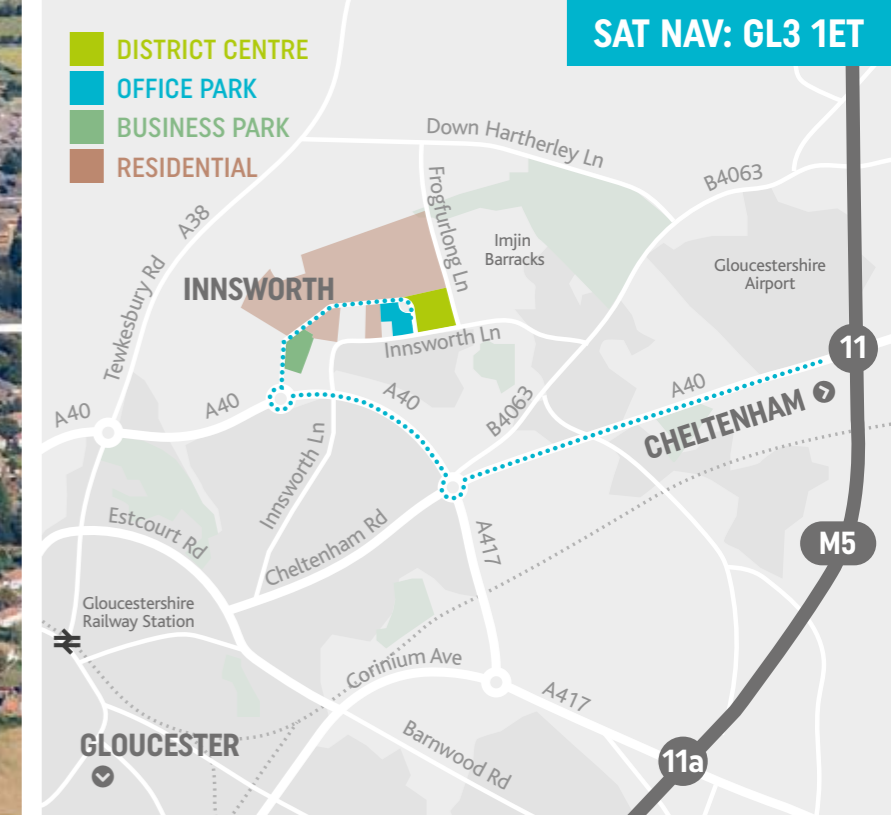 SAT NAV: GL3 1ET
DISTRICT CENTRE
OFFICE PARK
BUSINESS PARK
RESIDENTIAL
Down Hartherley Ln
B4063
A38
Frogfurlong Ln
Imjin
Barracks
Gloucestershire
Airport
Tewkesbury Rd
INNSWORTH
Innsworth Ln
11
A40
A40
A40
A40
B4063
CHELTENHAM
Innsworth Ln
Estcourt Rd
Cheltenham Rd
A417
M5
Gloucestershire
Railway Station
Corinium Ave
A417
Barnwood Rd
GLOUCESTER
11a